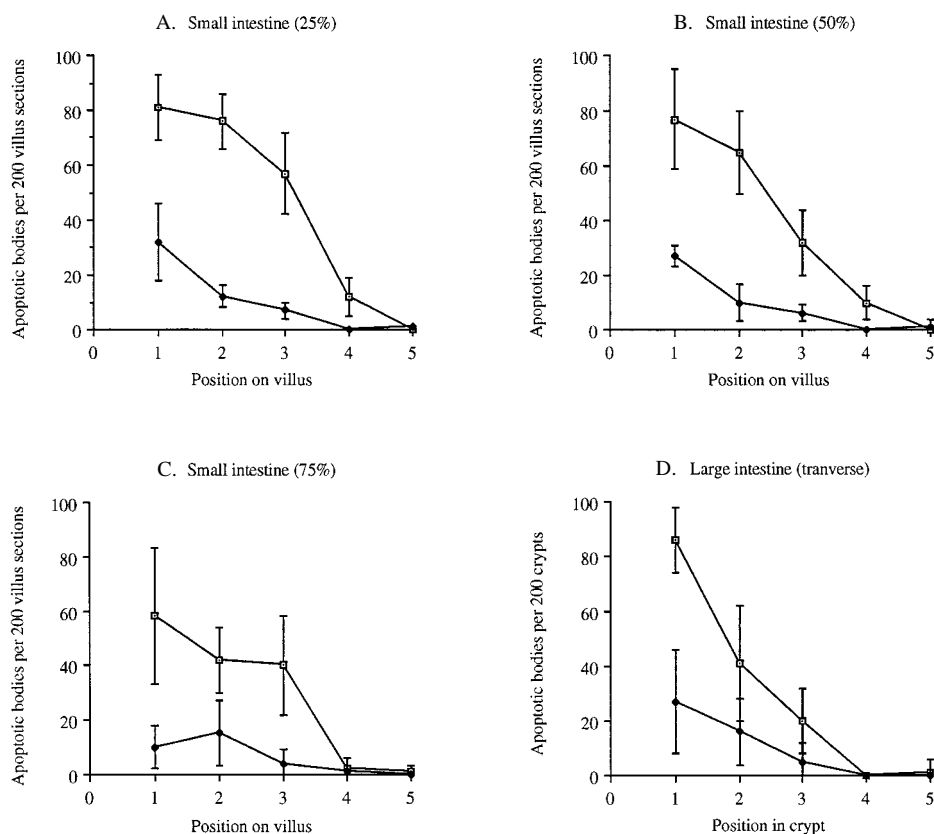 A. Small intestine (25%)
Apoptotic bodies per 200 villus sections
100
80
60
40
20
0
0 1 2 3 4 5
Position on villus
B. Small intestine (50%)
Apoptotic bodies per 200 villus sections
100
80
60
40
20
0
0 1 2 3 4 5
Position on villus
C. Small intestine (75%)
Apoptotic bodies per 200 villus sections
100
80
60
40
20
0
0 1 2 3 4 5
Position on villus
D. Large intestine (tranverse)
Apoptotic bodies per 200 crypts
100
80
60
40
20
0
0 1 2 3 4 5
Position in crypt